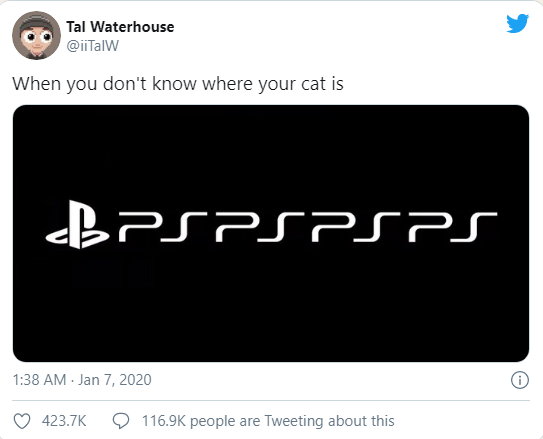 Tal Waterhouse
@iiTalW
When you don't know where your cat is
PSPSPSPS
1:38 AM · Jan 7, 2020
423.7K 116.9K people are Tweeting about this